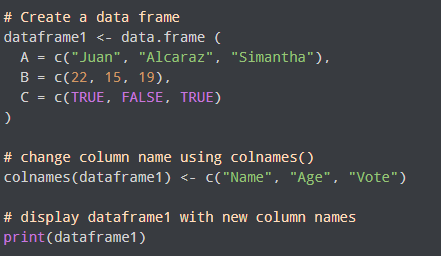 # Create a data frame
dataframe1 <- data.frame (
  A = c("Juan", "Alcaraz", "Simantha"),
  B = c(22, 15, 19),
  C = c(TRUE, FALSE, TRUE)
)

# change column name using colnames()
colnames(dataframe1) <- c("Name", "Age", "Vote")

# display dataframe1 with new column names
print(dataframe1)